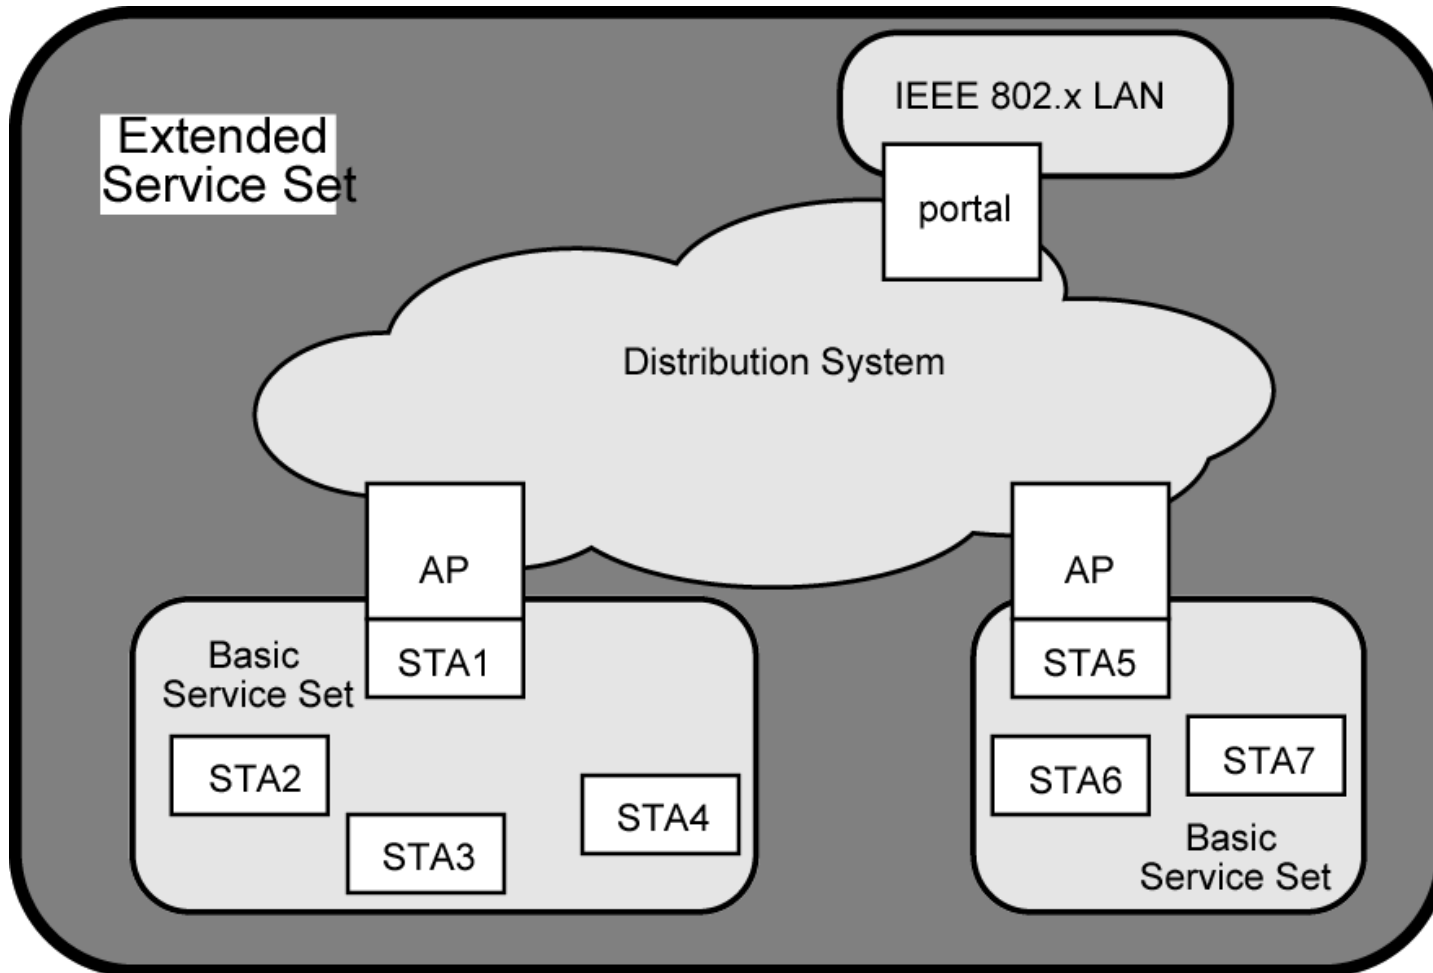 IEEE 802.x LAN
Extended
Service Set
portal
Distribution System
AP
AP
Basic
Service Set
STA1
STA5
STA2
STA3
STA4
STA6
STA7
Basic
Service Set